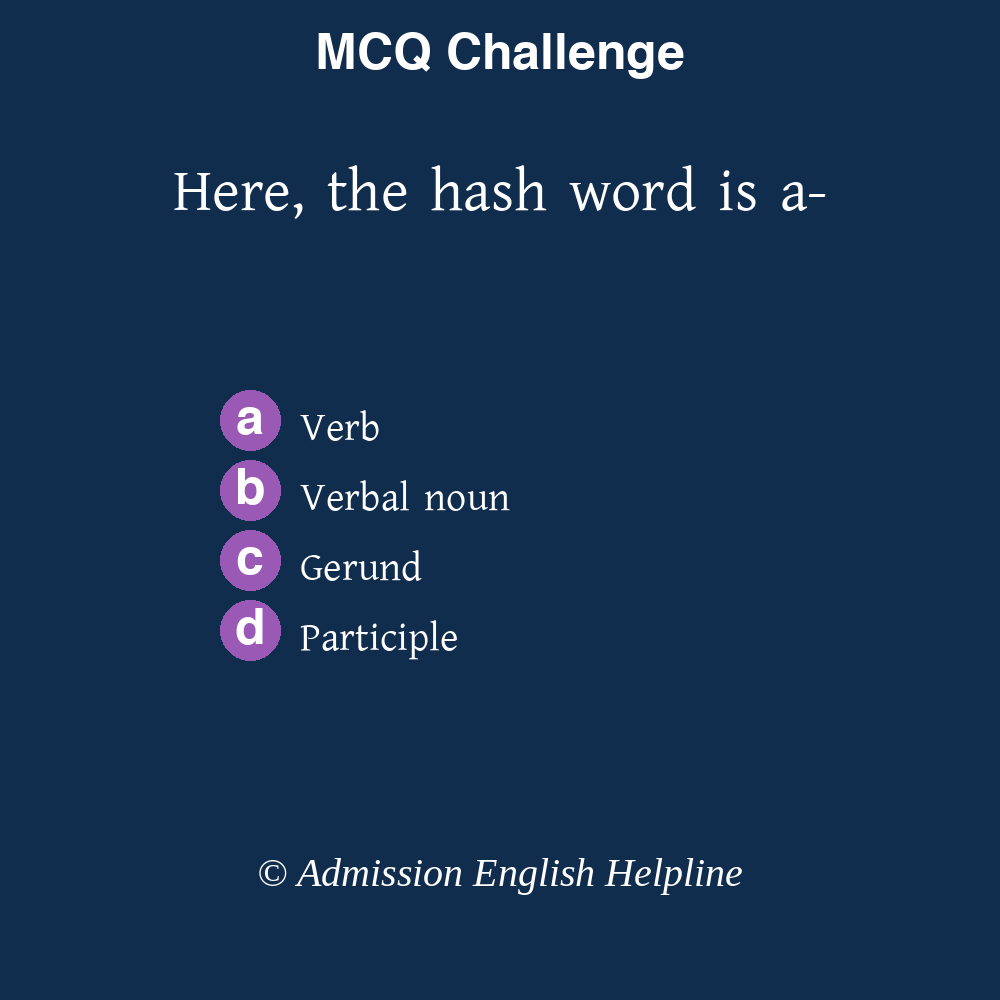 MCQ Challenge
Here, the hash word is a-
a Verb
b Verbal noun
c Gerund
d Participle
© Admission English Helpline